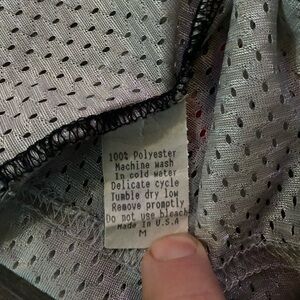 100% Polyester
Machine wash
In cold water
Delicate cycle
Tumble dry low
Remove promptly
Do not use bleach
Made in U.S.A
M